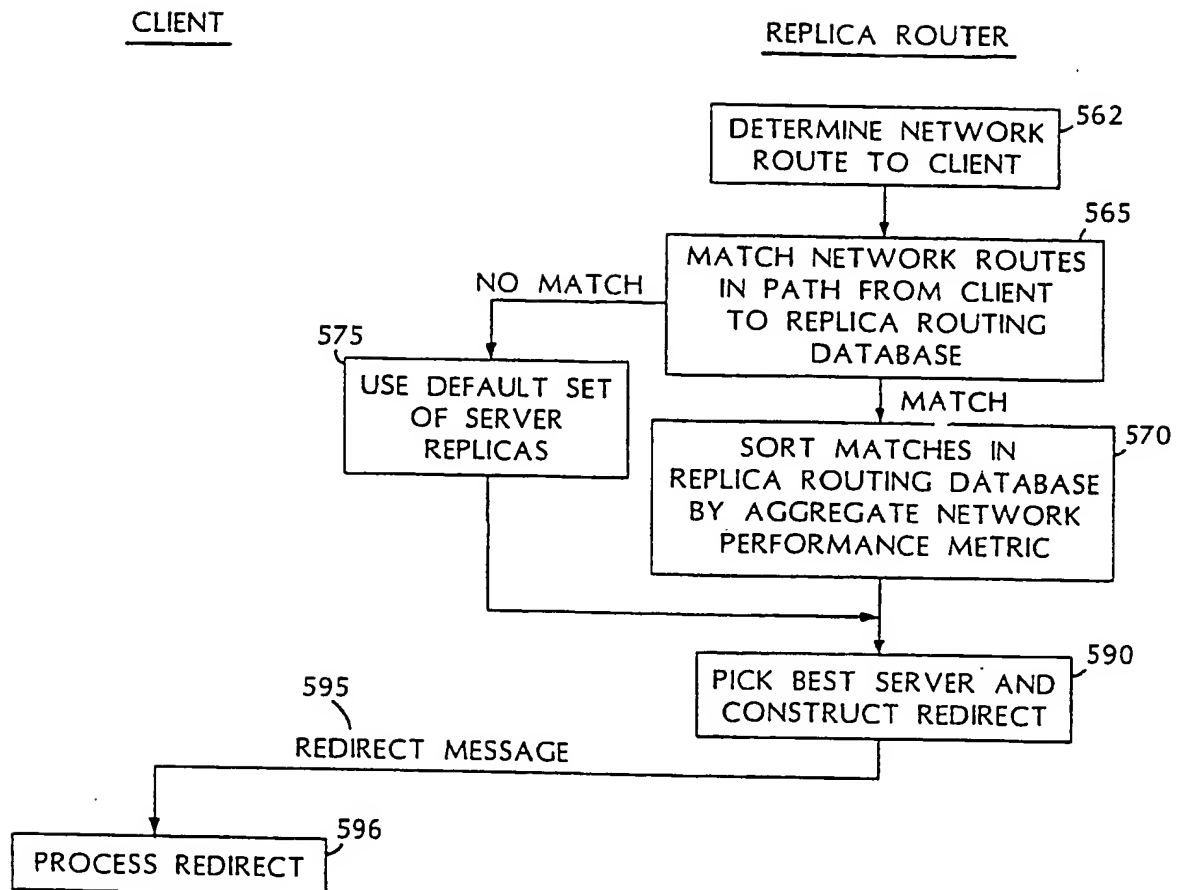 CLIENT
REPLICA ROUTER
562
DETERMINE NETWORK
ROUTE TO CLIENT
565
MATCH NETWORK ROUTES
IN PATH FROM CLIENT
TO REPLICA ROUTING
DATABASE
NO MATCH
575
USE DEFAULT SET
OF SERVER
REPLICAS
MATCH
570
SORT MATCHES IN
REPLICA ROUTING DATABASE
BY AGGREGATE NETWORK
PERFORMANCE METRIC
590
PICK BEST SERVER AND
CONSTRUCT REDIRECT
595
REDIRECT MESSAGE
596
PROCESS REDIRECT